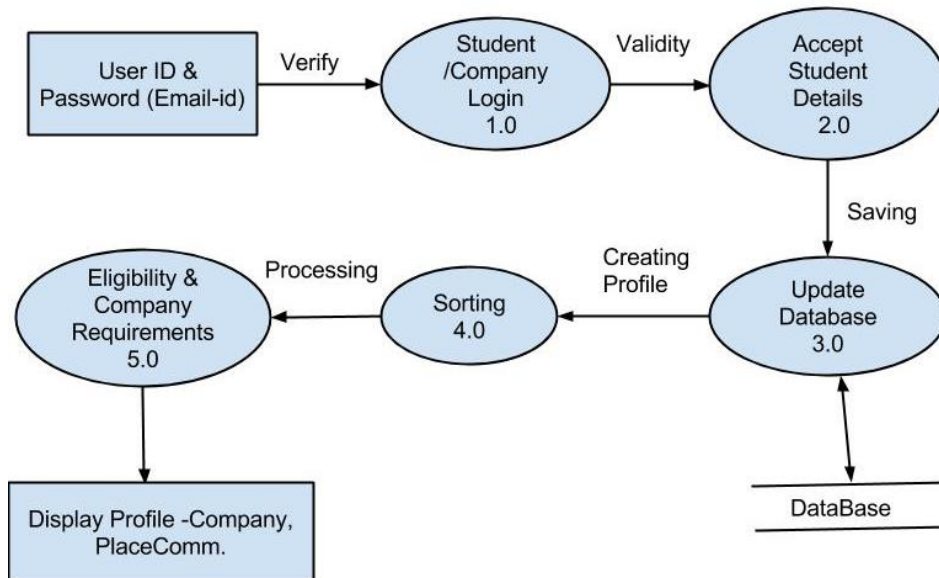 User ID &
Password (Email-id)
Verify
Student
/Company
Login
1.0
Validity
Accept
Student
Details
2.0
Saving
Update
Database
3.0
DataBase
Creating
Profile
Sorting
4.0
Processing
Eligibility &
Company
Requirements
5.0
Display Profile -Company,
PlaceComm.